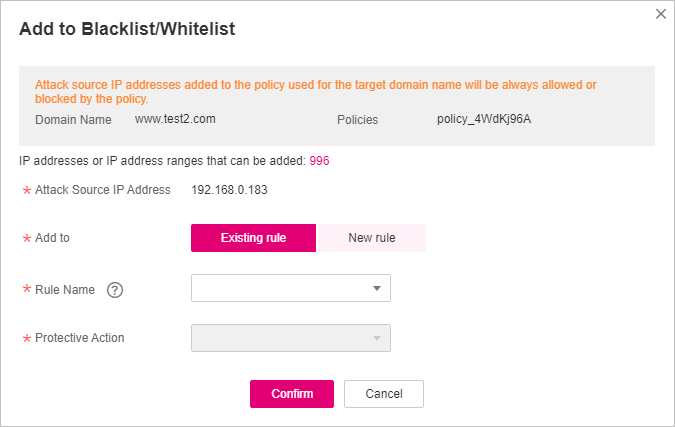 Add to Blacklist/Whitelist
Attack source IP addresses added to the policy used for the target domain name will be always allowed or
blocked by the policy.
Domain Name www.test2.com Policies policy_4WdKj96A
IP addresses or IP address ranges that can be added: 996
* Attack Source IP Address 192.168.0.183
* Add to Existing rule New rule
* Rule Name ?
* Protective Action
Confirm Cancel